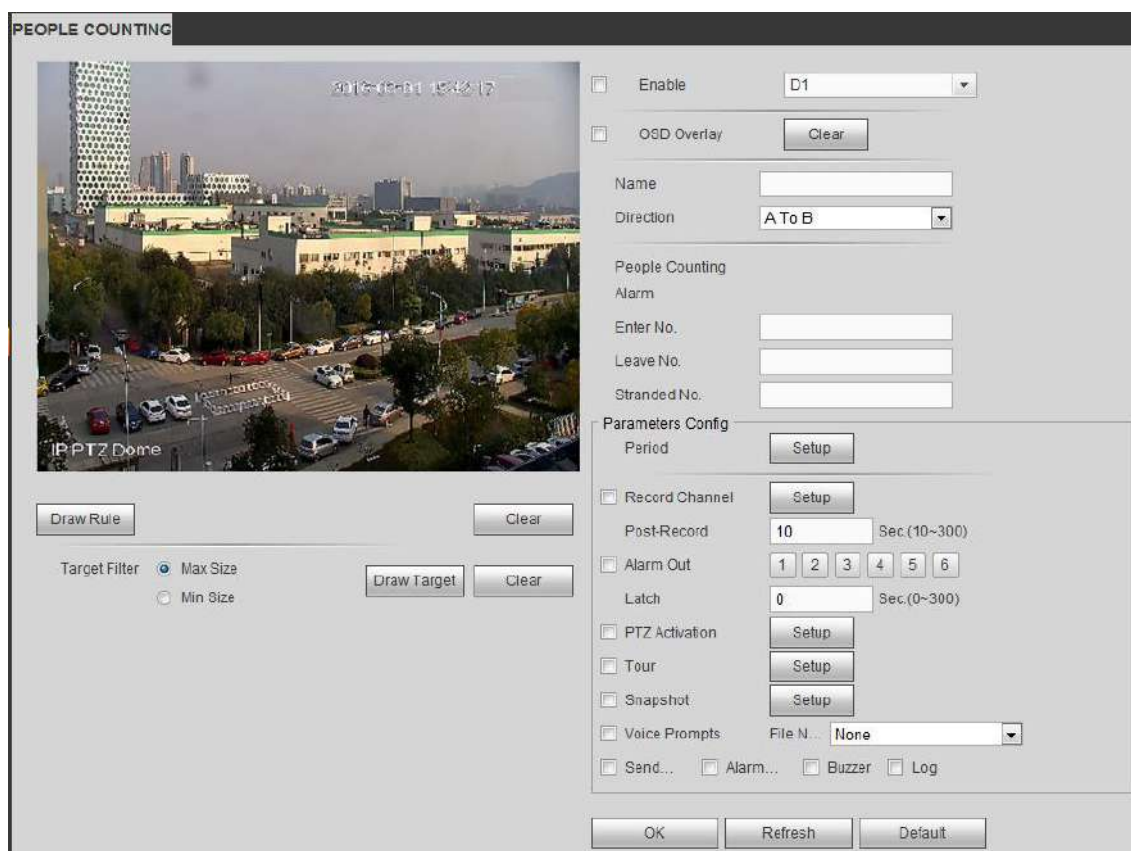 PEOPLE COUNTING
IP PTZ Dome
Draw Rule
Clear
Target Filter
Max Size
Min Size
Draw Target
Clear
Enable
D1
OSD Overlay
Clear
Name
Direction
A To B
People Counting
Alarm
Enter No.
Leave No.
Stranded No.
Parameters Config
Period
Setup
Record Channel
Setup
Post-Record
10
Sec.(10~300)
Alarm Out
1 2 3 4 5 6
Latch
0
Sec.(0~300)
PTZ Activation
Setup
Tour
Setup
Snapshot
Setup
Voice Prompts
File N...
None
Send...
Alarm...
Buzzer
Log
OK
Refresh
Default